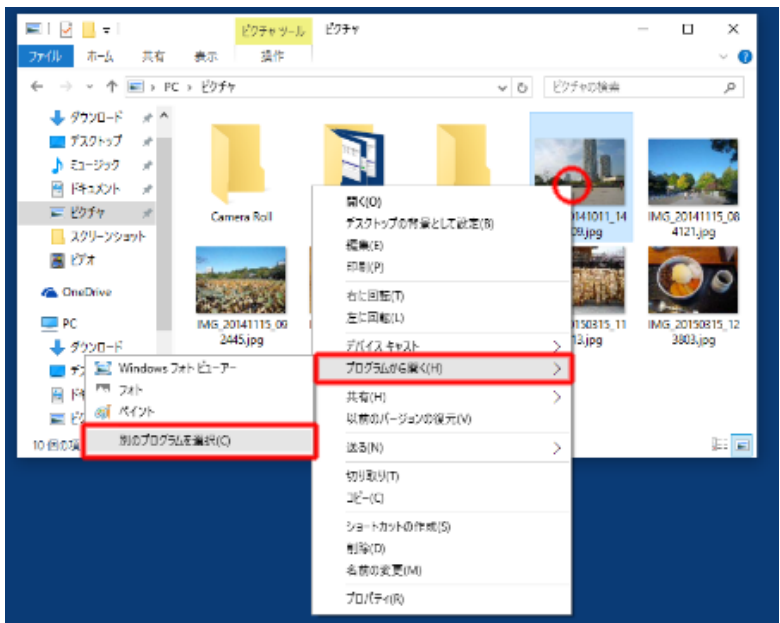 ピクチャ ツール
ピクチャ
ファイル ホーム 共有 表示 操作
PC › ピクチャ
ピクチャの検索
ダウンロード
デスクトップ
ミュージック
ドキュメント
ピクチャ
スクリーンショット
ビデオ
OneDrive
PC
ダウンロード
Camera Roll
IMG_20141115_08
4121.jpg
IMG_20141115_09
2445.jpg
IMG_20150315_12
3803.jpg
開く(O)
デスクトップの背景として設定(B)
編集(E)
印刷(P)
右に回転(T)
左に回転(L)
デバイス キャスト
プログラムから開く(H)
共有(H)
以前のバージョンの復元(V)
送る(N)
切り取り(T)
コピー(C)
ショートカットの作成(S)
削除(D)
名前の変更(M)
プロパティ(R)
Windows フォト ビューアー
フォト
ペイント
別のプログラムを選択(C)
10 個の項